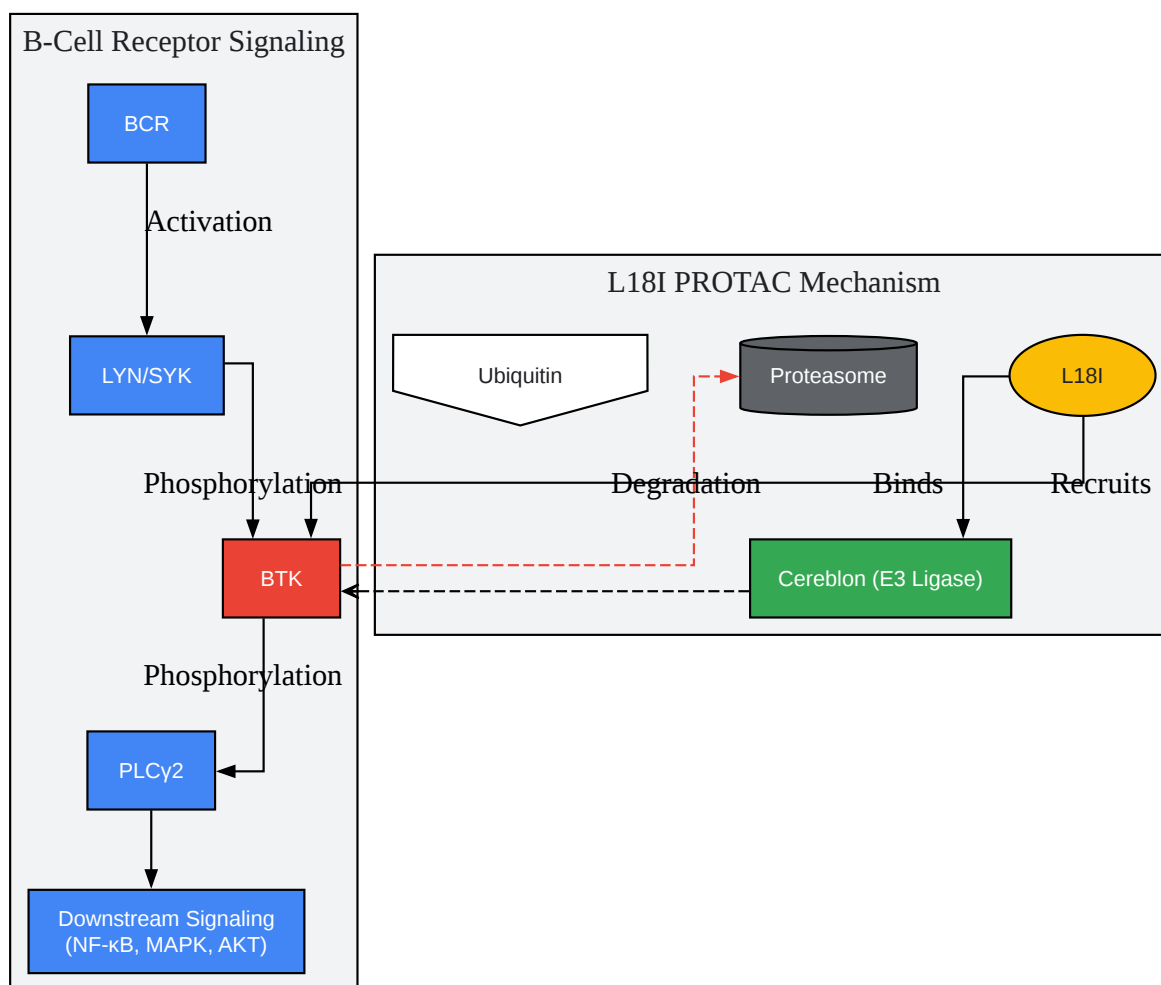 B-Cell Receptor Signaling
BCR
Activation
L18I PROTAC Mechanism
LYN/SYK
Ubiquitin
Proteasome
L18I
Phosphorylation
Degradation
Binds
Recruits
BTK
Cereblon (E3 Ligase)
Phosphorylation
PLCγ2
Downstream Signaling
(NF-κB, MAPK, AKT)